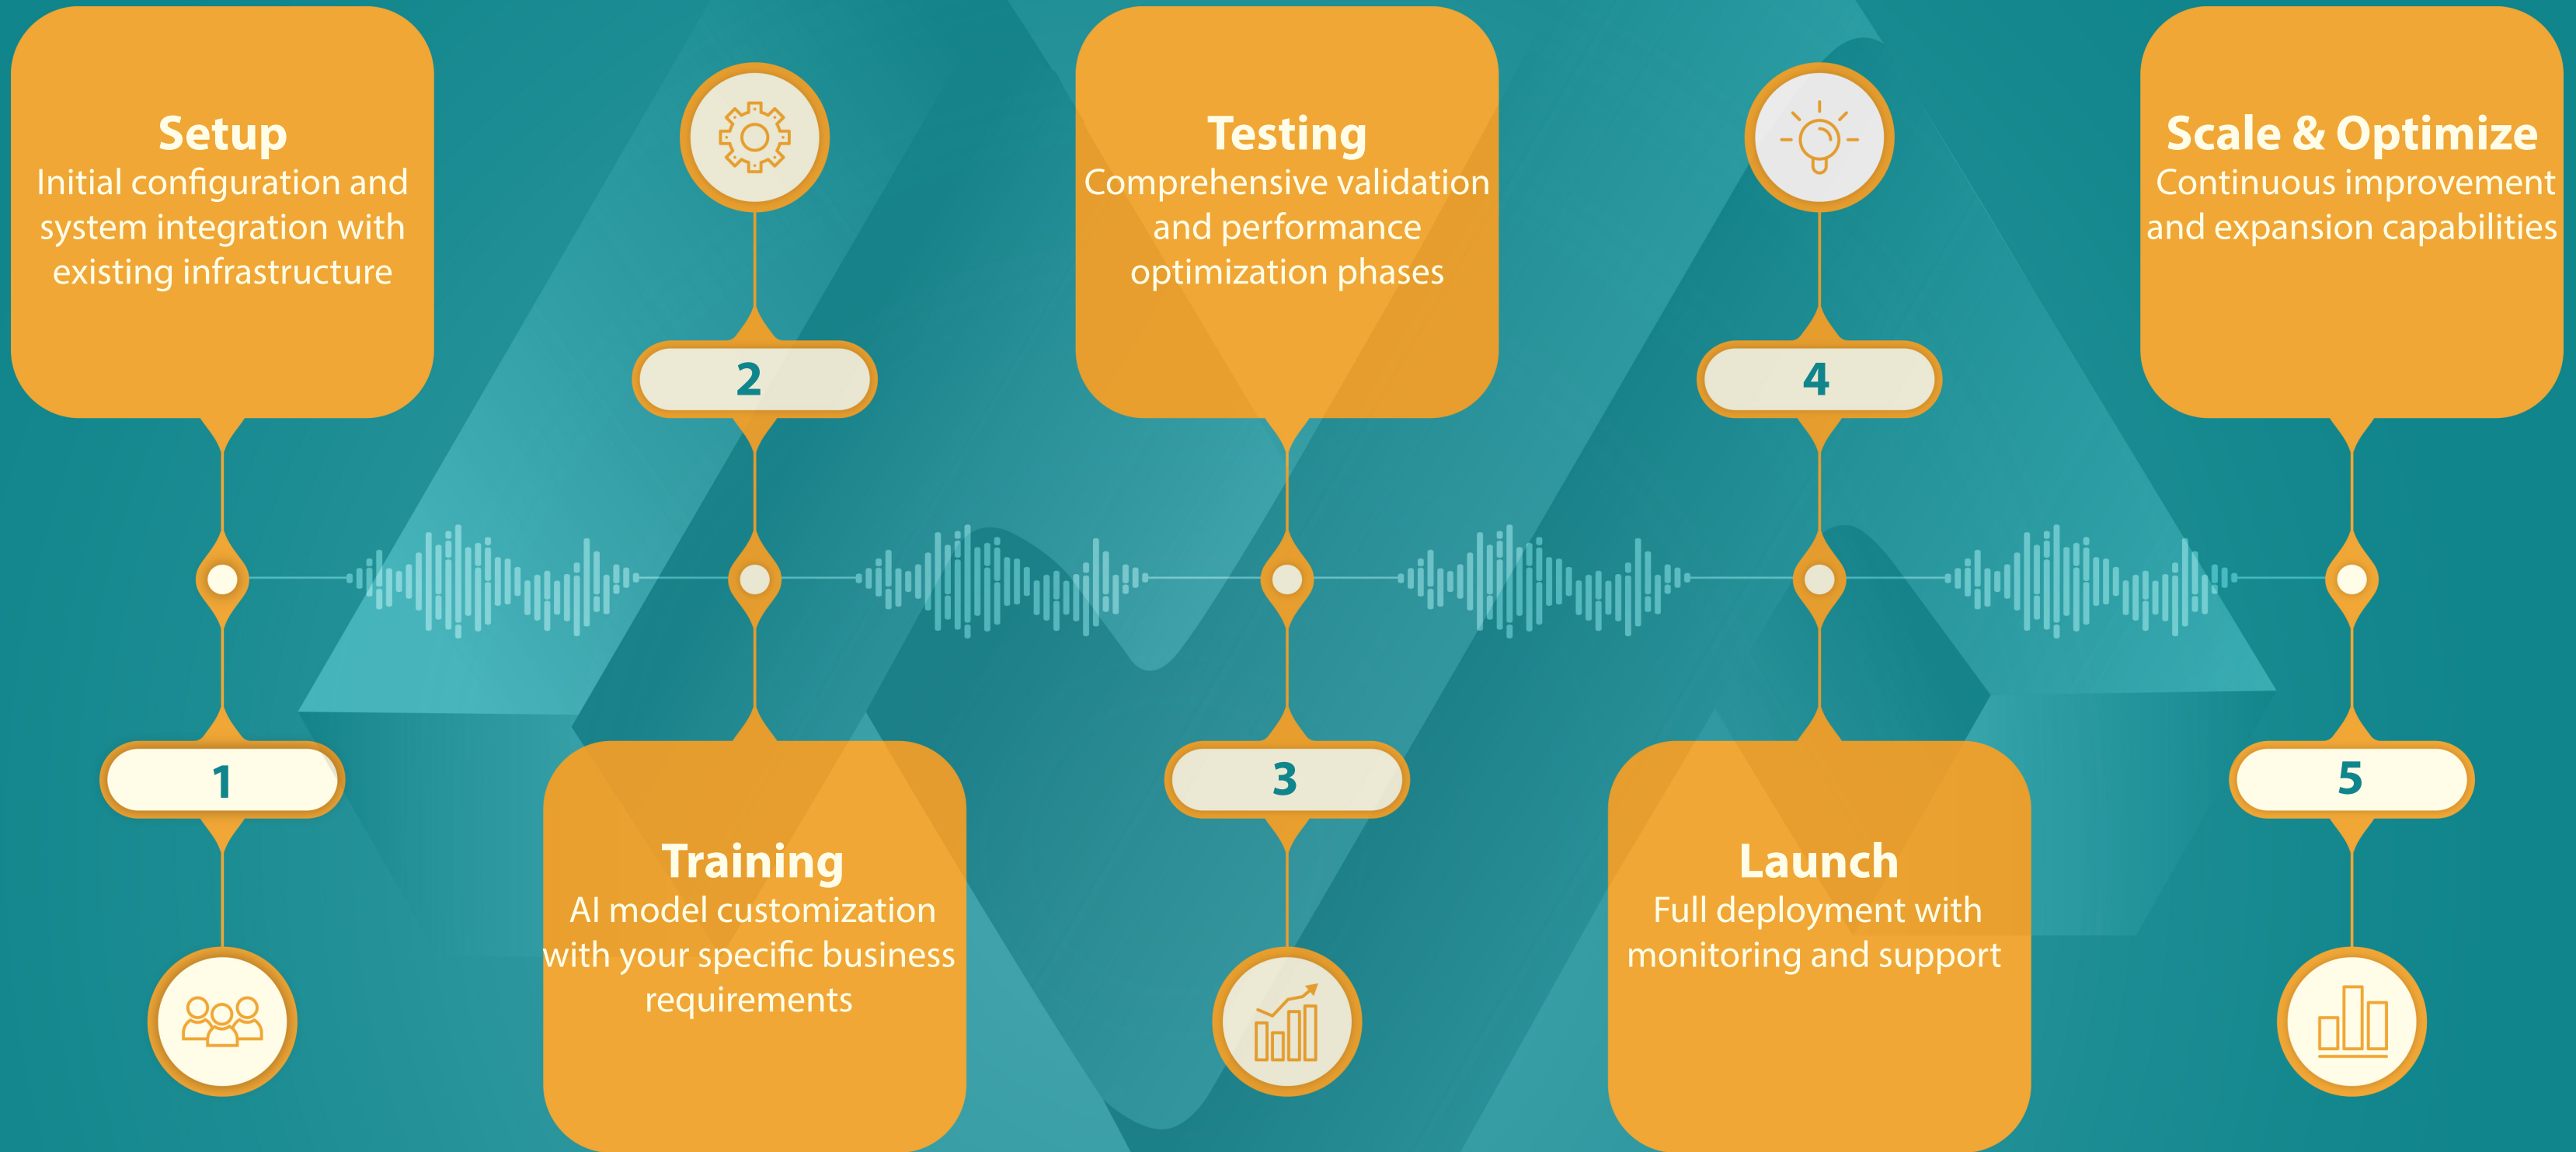 Setup
Initial configuration and
system integration with
existing infrastructure
1
2
Training
AI model customization
with your specific business
requirements
Testing
Comprehensive validation
and performance
optimization phases
3
4
Launch
Full deployment with
monitoring and support
Scale & Optimize
Continuous improvement
and expansion capabilities
5